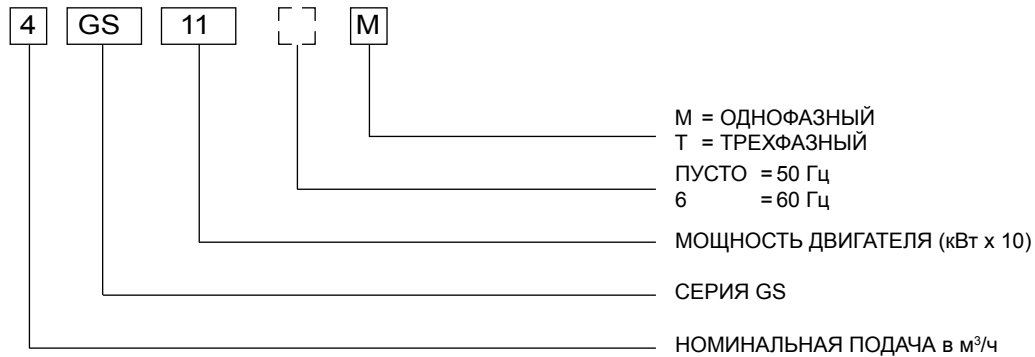 4 GS 11 M
M = ОДНОФАЗНЫЙ
T = ТРЕХФАЗНЫЙ
ПУСТО = 50 Гц
6 = 60 Гц
МОЩНОСТЬ ДВИГАТЕЛЯ (кВт x 10)
СЕРИЯ GS
НОМИНАЛЬНАЯ ПОДАЧА в м³/ч